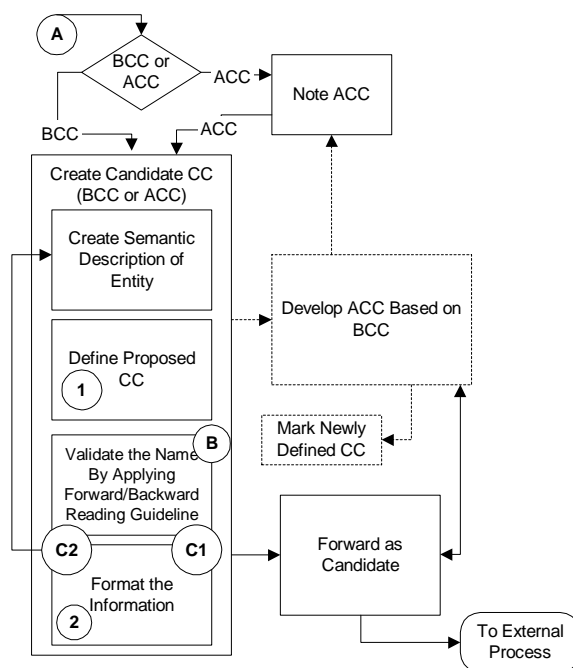 A
BCC or
ACC
ACC
Note ACC
BCC
ACC
Create Candidate CC
(BCC or ACC)
Create Semantic
Description of
Entity
Develop ACC Based on
BCC
Define Proposed
CC
1
Mark Newly
Defined CC
B
Validate the Name
By Applying
Forward/Backward
Reading Guideline
C2
C1
Forward as
Candidate
Format the
Information
2
To External
Process